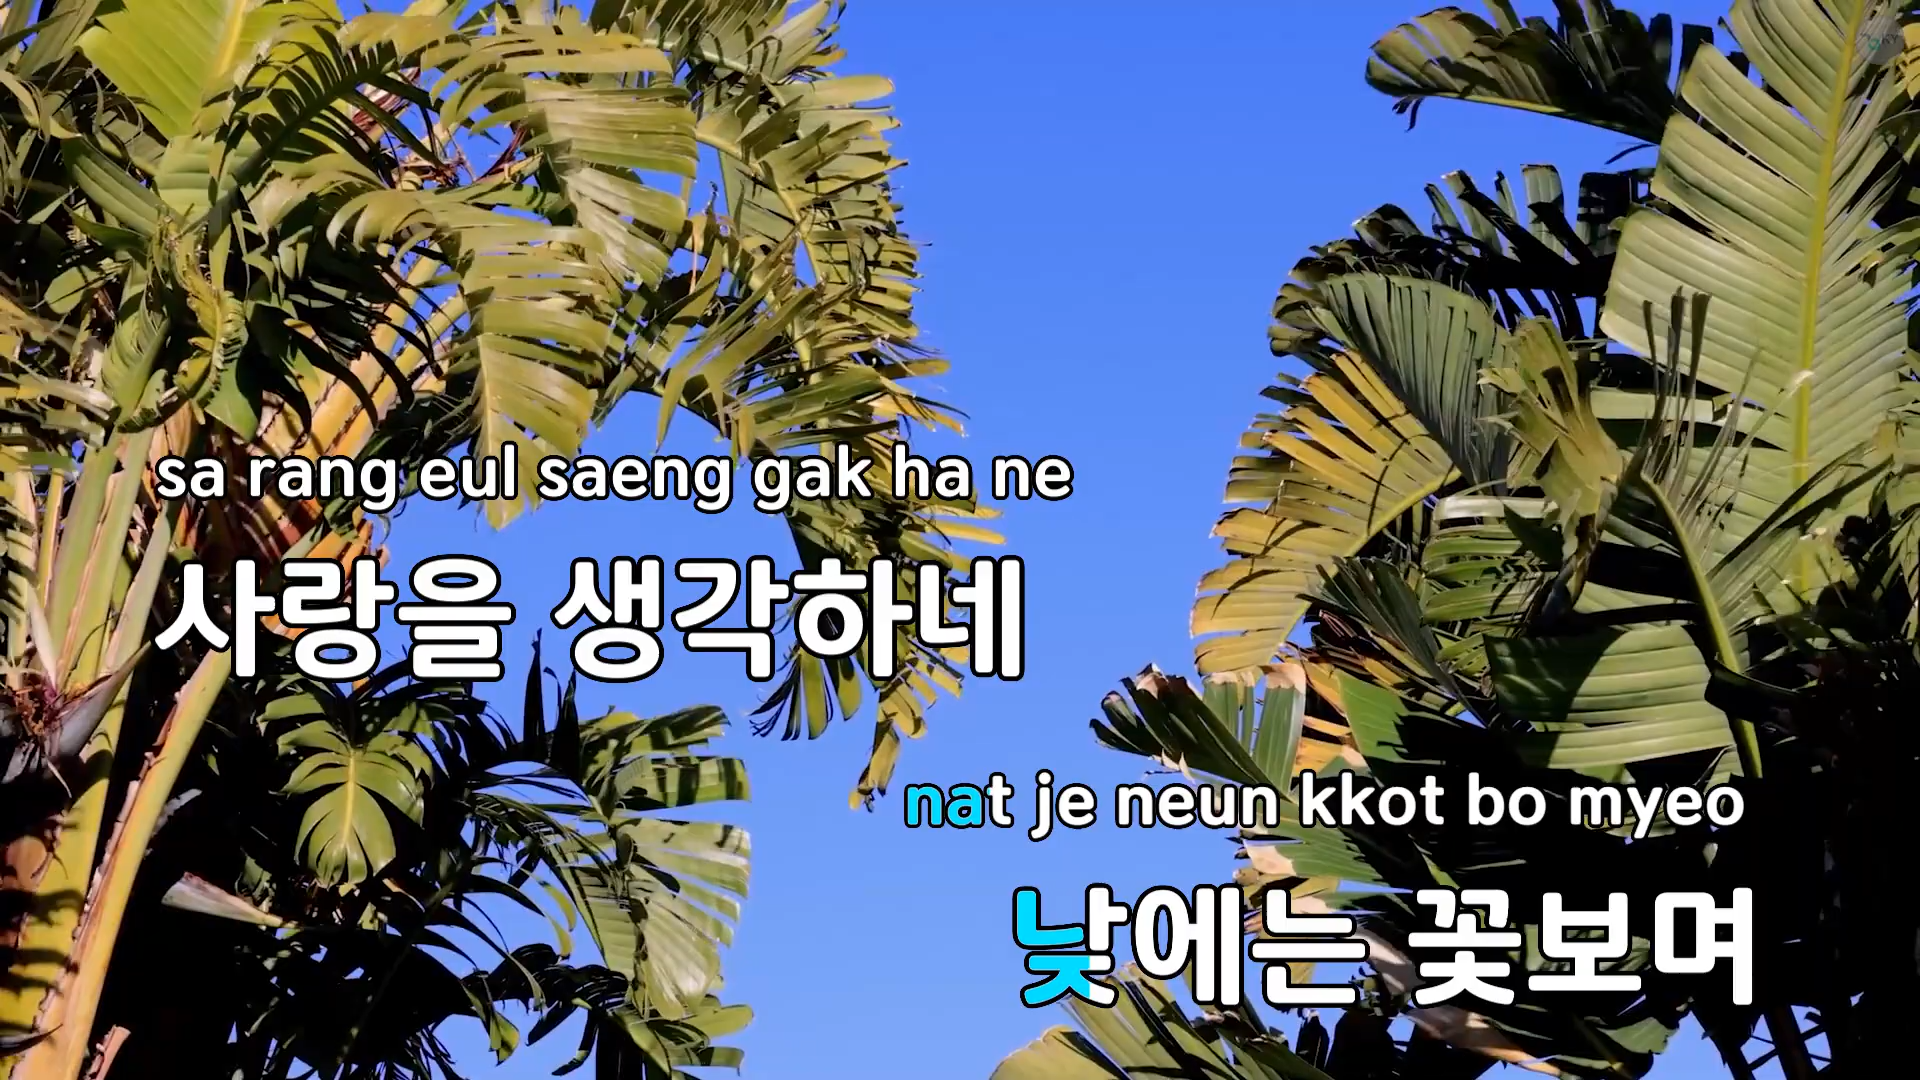 sa rang eul saeng gak ha ne
사랑을 생각하네
nat je neun kkot bo myeo
낮에는 꽃보며